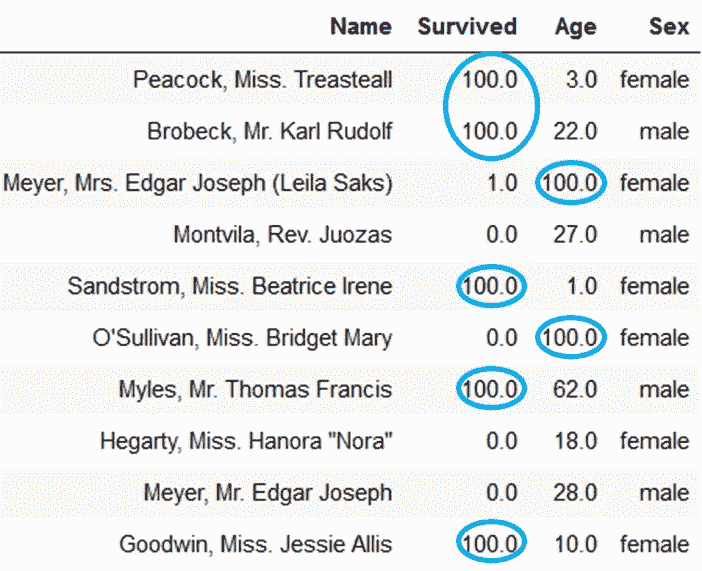 Name Survived Age Sex
Peacock, Miss. Treasteall 100.0 3.0 female
Brobeck, Mr. Karl Rudolf 100.0 22.0 male
Meyer, Mrs. Edgar Joseph (Leila Saks) 1.0 100.0 female
Montvila, Rev. Juozas 0.0 27.0 male
Sandstrom, Miss. Beatrice Irene 100.0 1.0 female
O'Sullivan, Miss. Bridget Mary 0.0 100.0 female
Myles, Mr. Thomas Francis 100.0 62.0 male
Hegarty, Miss. Hanora "Nora" 0.0 18.0 female
Meyer, Mr. Edgar Joseph 0.0 28.0 male
Goodwin, Miss. Jessie Allis 100.0 10.0 female